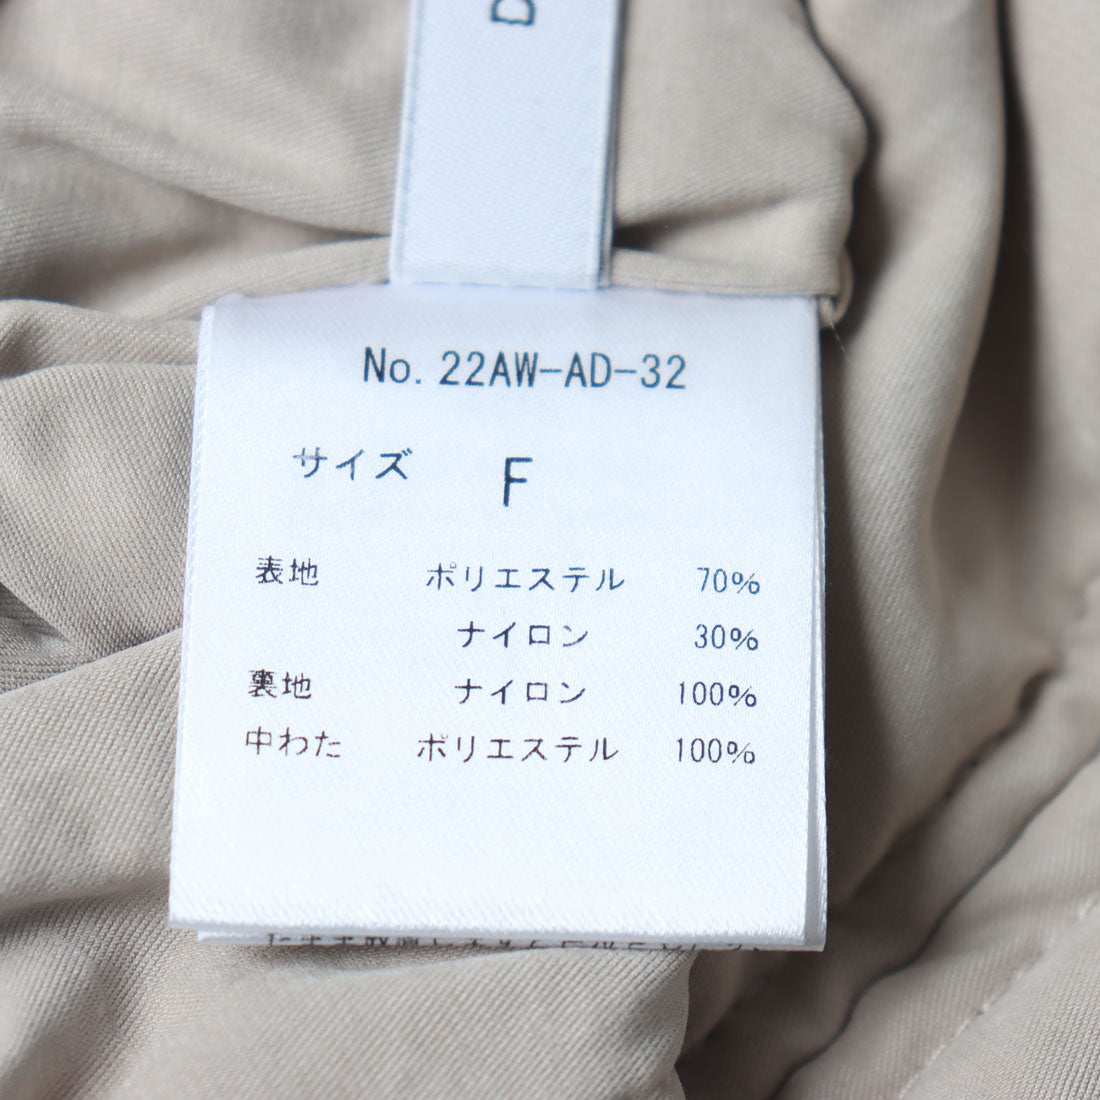 D
No. 22AW-AD-32
サイズ F
表地 ポリエステル 70%
ナイロン 30%
裏地 ナイロン 100%
中わた ポリエステル 100%